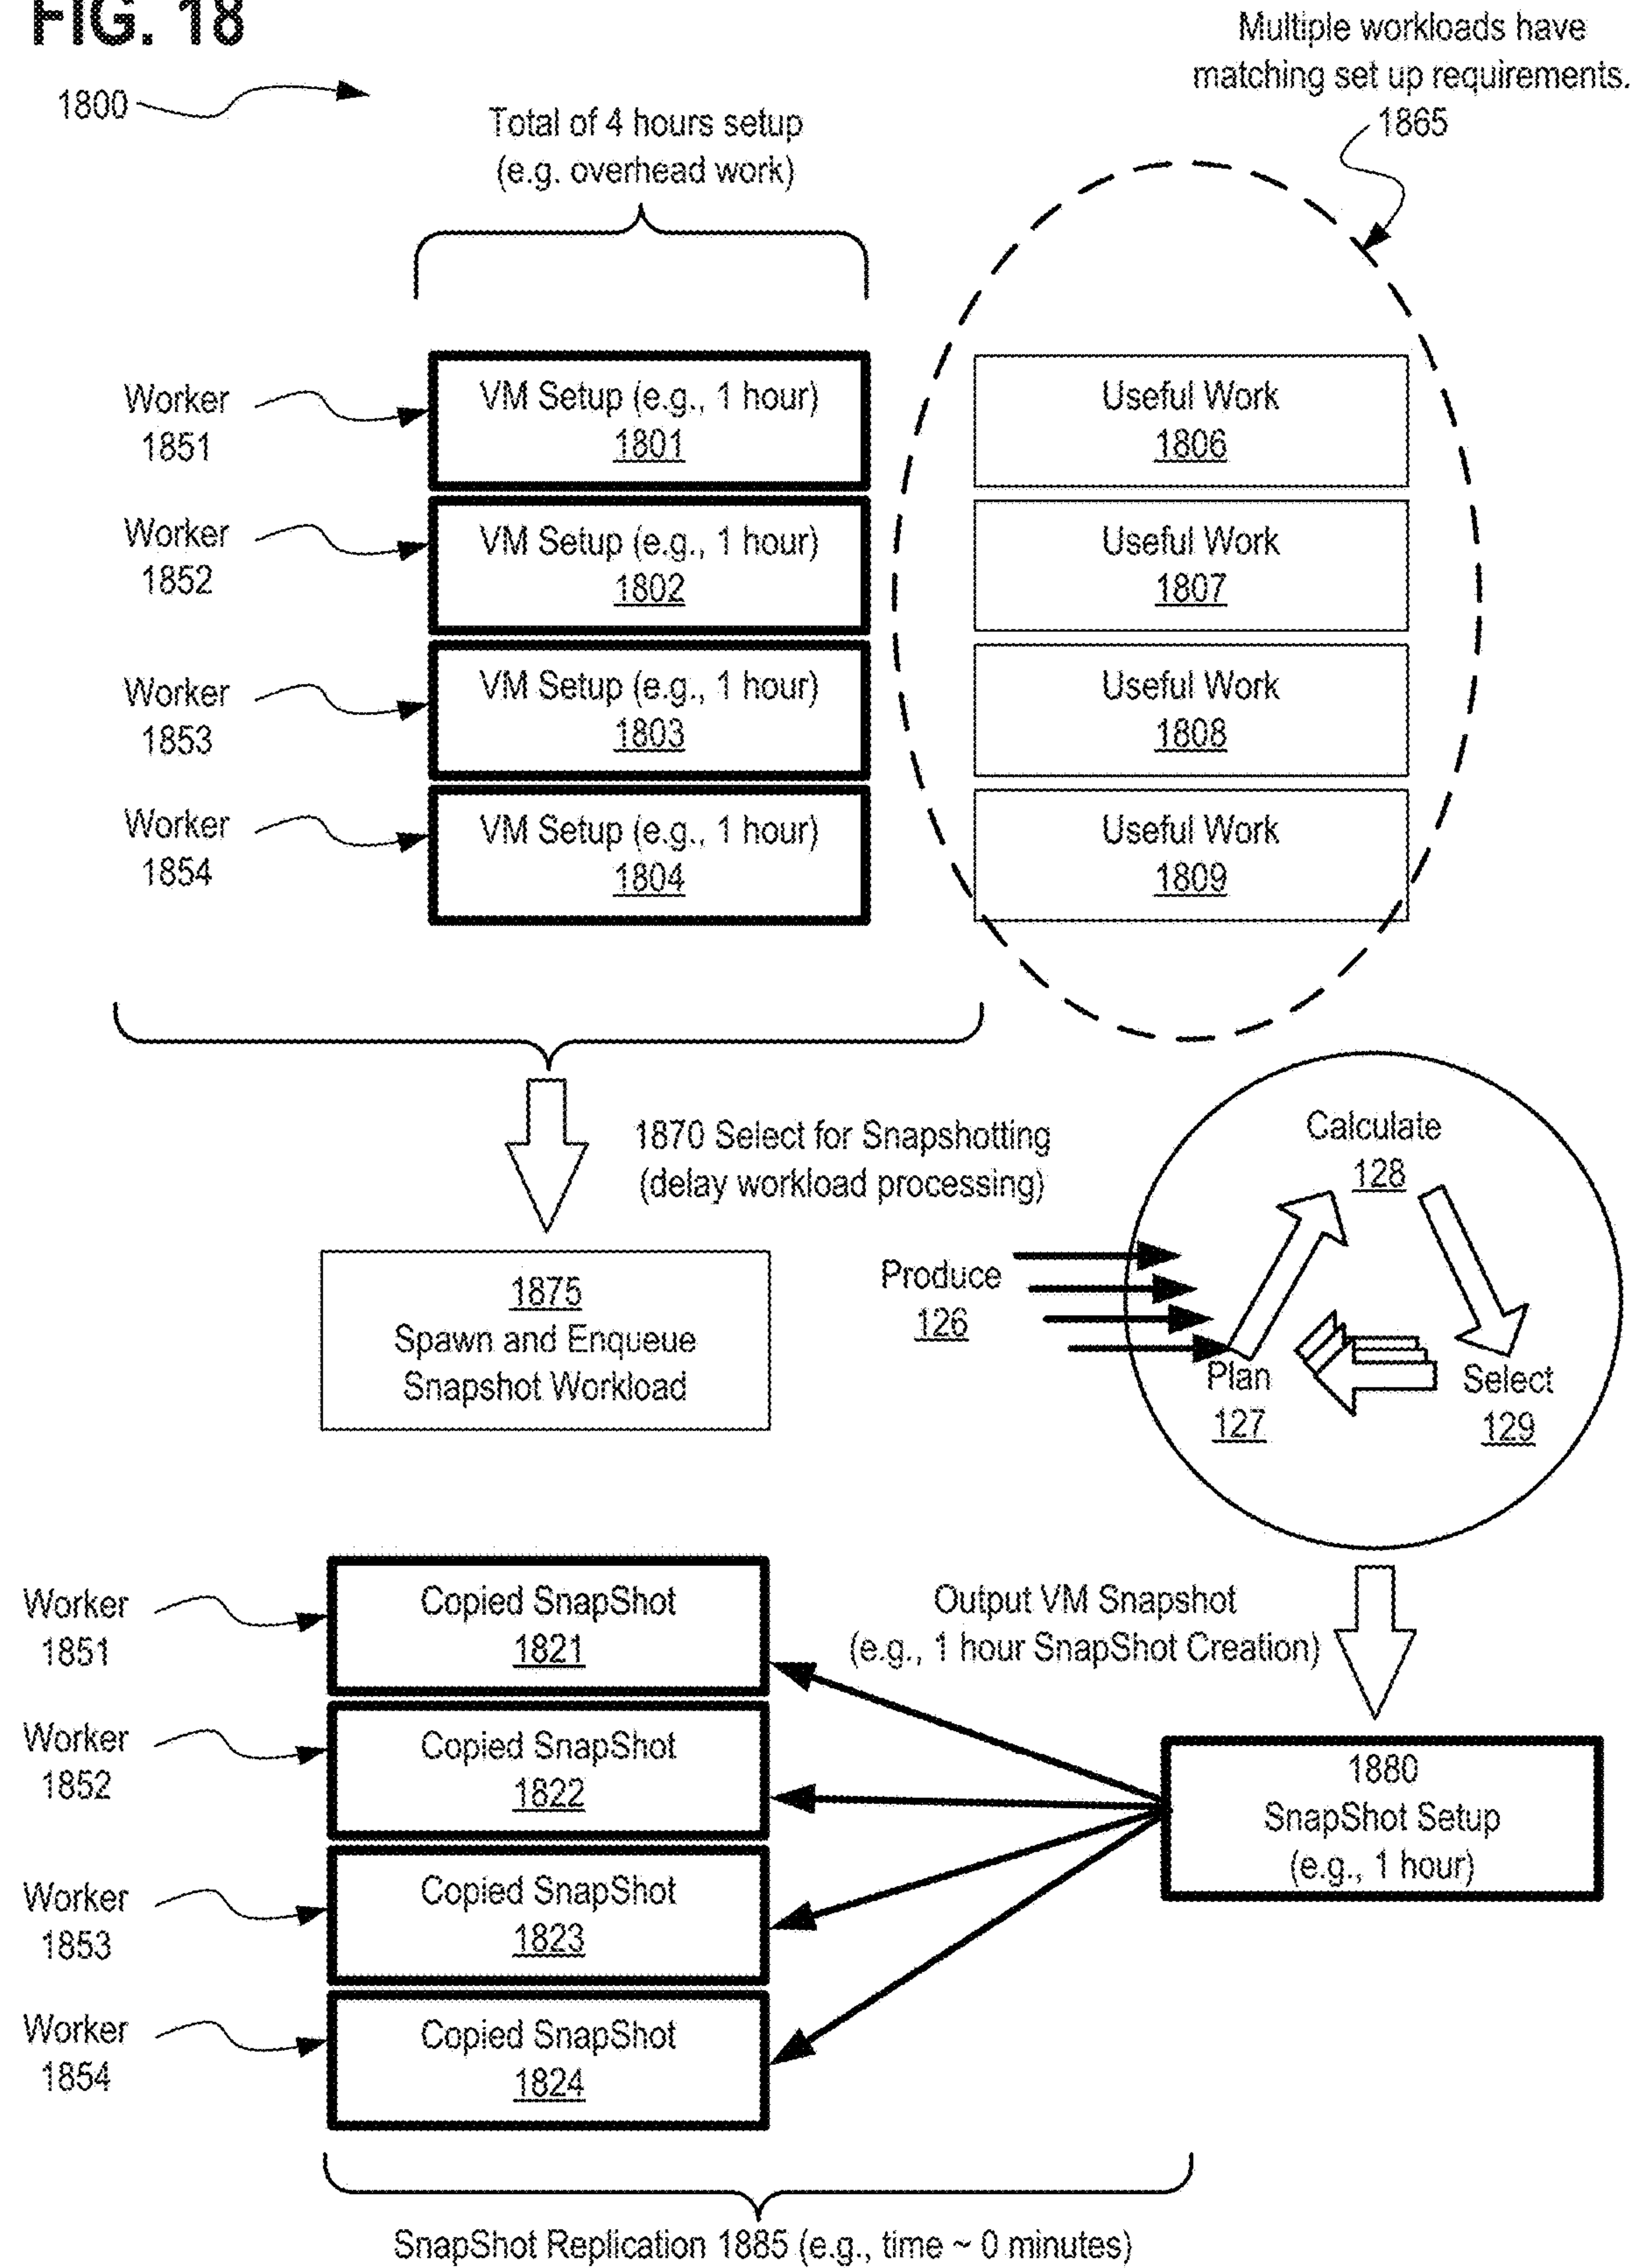 FIG. 18
1800
Multiple workloads have
matching set up requirements.
1865
Total of 4 hours setup
(e.g. overhead work)
Worker
1851
VM Setup (e.g., 1 hour)
1801
Useful Work
1806
Worker
1852
VM Setup (e.g., 1 hour)
1802
Useful Work
1807
Worker
1853
VM Setup (e.g., 1 hour)
1803
Useful Work
1808
Worker
1854
VM Setup (e.g., 1 hour)
1804
Useful Work
1809
1870 Select for Snapshotting
(delay workload processing)
1875
Spawn and Enqueue
Snapshot Workload
Produce
126
Calculate
128
Plan
127
Select
129
Worker
1851
Copied SnapShot
1821
Output VM Snapshot
(e.g., 1 hour SnapShot Creation)
Worker
1852
Copied SnapShot
1822
1880
SnapShot Setup
(e.g., 1 hour)
Worker
1853
Copied SnapShot
1823
Worker
1854
Copied SnapShot
1824
SnapShot Replication 1885 (e.g., time ~ 0 minutes)